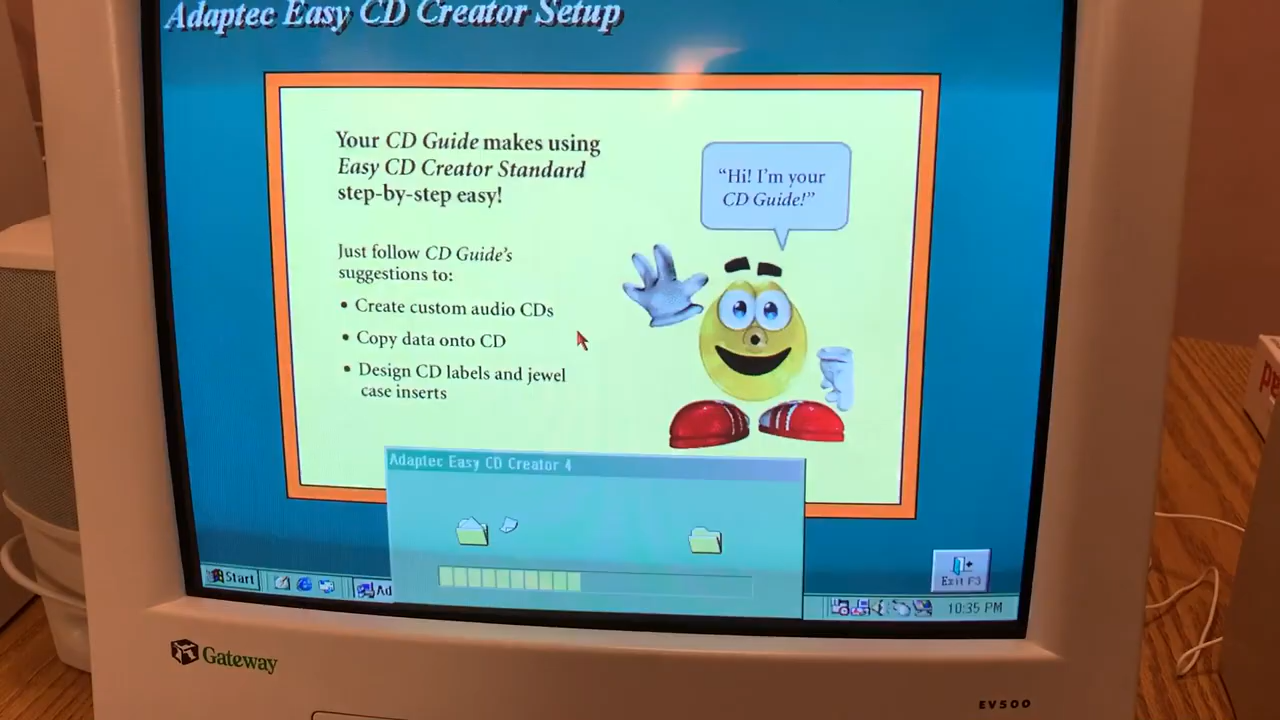 Adaptec Easy CD Creator Setup
Your CD Guide makes using
Easy CD Creator Standard
step-by-step easy!
"Hi! I'm your
CD Guide!"
Just follow CD Guide's
suggestions to:
• Create custom audio CDs
• Copy data onto CD
• Design CD labels and jewel
case inserts
Adaptec Easy CD Creator 4
Exit F3
Start
Ad
10:35 PM
Gateway
EV500